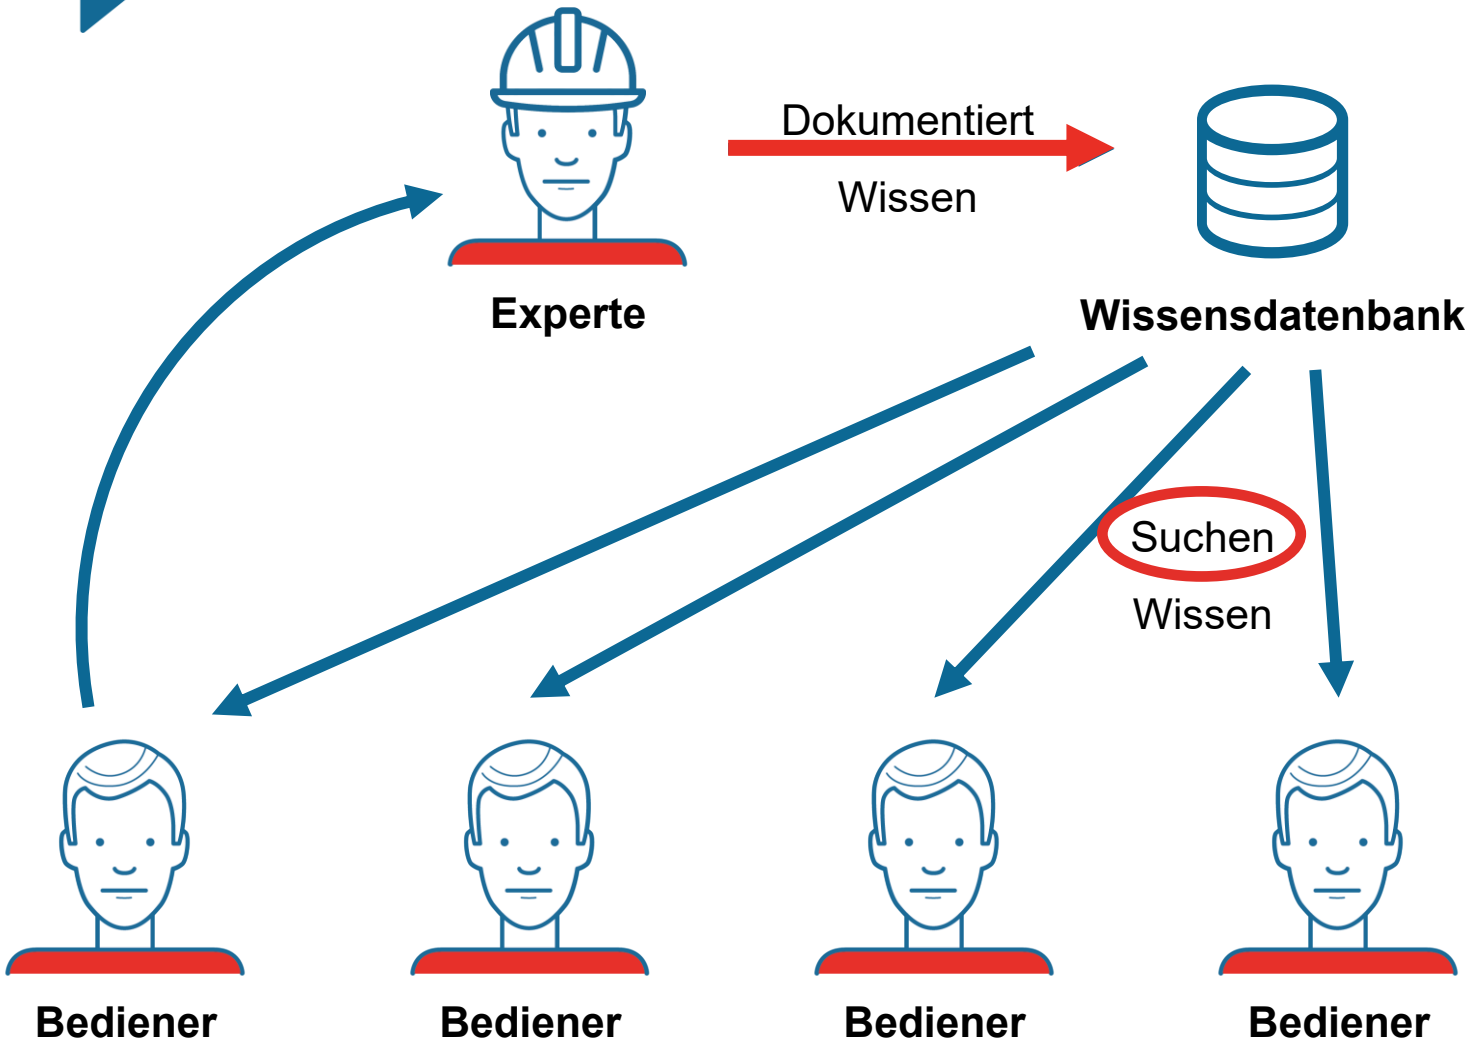 Dokumentiert
Wissen
Experte
Wissensdatenbank
Suchen
Wissen
Bediener
Bediener
Bediener
Bediener